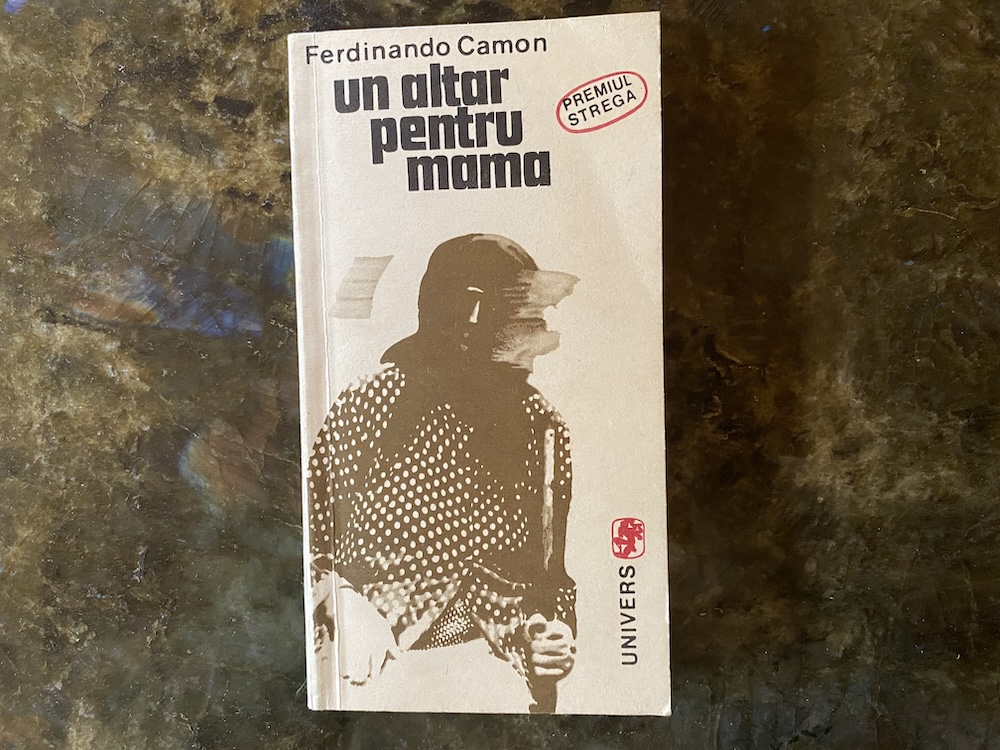 Ferdinando Camon
un altar
pentru
mama
PREMIUL
STREGA
UNIVERS